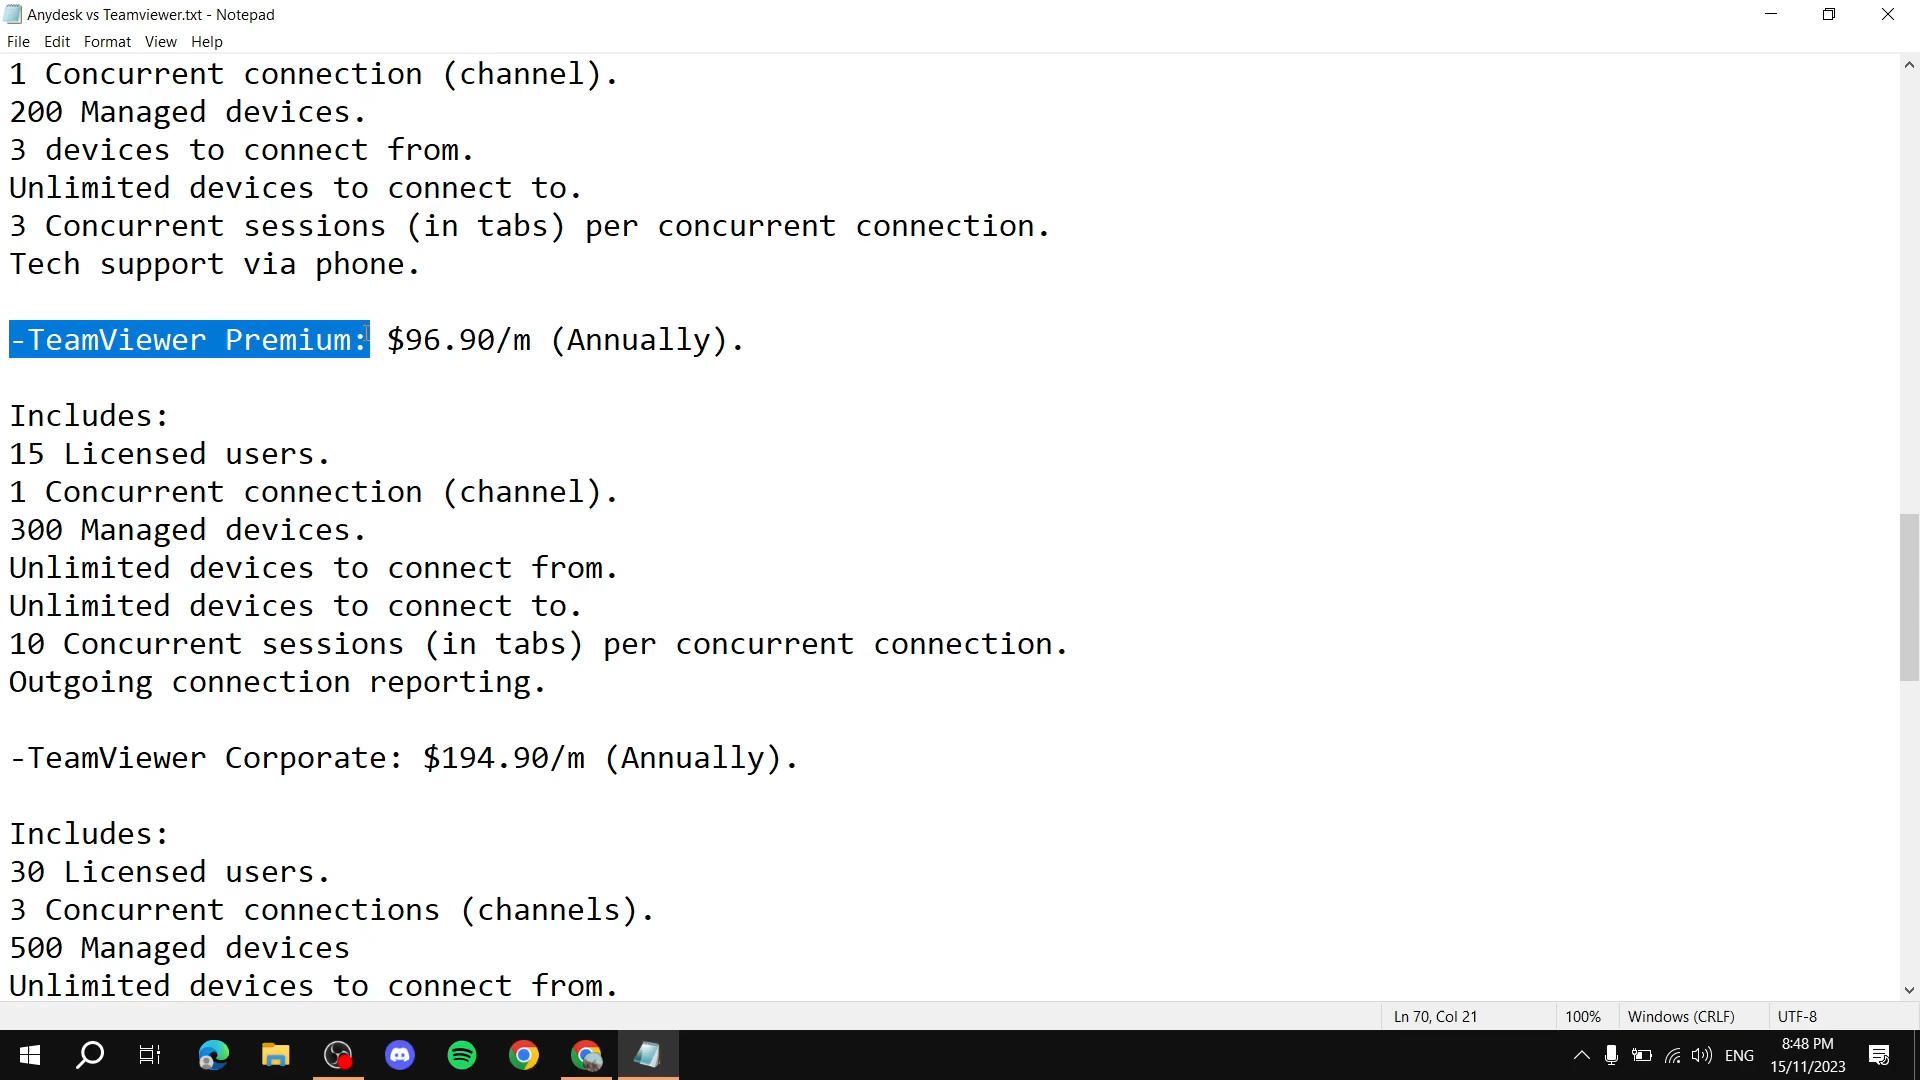 Anydesk vs Teamviewer.txt - Notepad
File Edit Format View Help
1 Concurrent connection (channel).
200 Managed devices.
3 devices to connect from.
Unlimited devices to connect to.
3 Concurrent sessions (in tabs) per concurrent connection.
Tech support via phone.
-TeamViewer Premium: $96.90/m (Annually).
Includes:
15 Licensed users.
1 Concurrent connection (channel).
300 Managed devices.
Unlimited devices to connect from.
Unlimited devices to connect to.
10 Concurrent sessions (in tabs) per concurrent connection.
Outgoing connection reporting.
-TeamViewer Corporate: $194.90/m (Annually).
Includes:
30 Licensed users.
3 Concurrent connections (channels).
500 Managed devices
Unlimited devices to connect from.
Ln 70, Col 21 100% Windows (CRLF) UTF-8
ENG 8:48 PM
15/11/2023